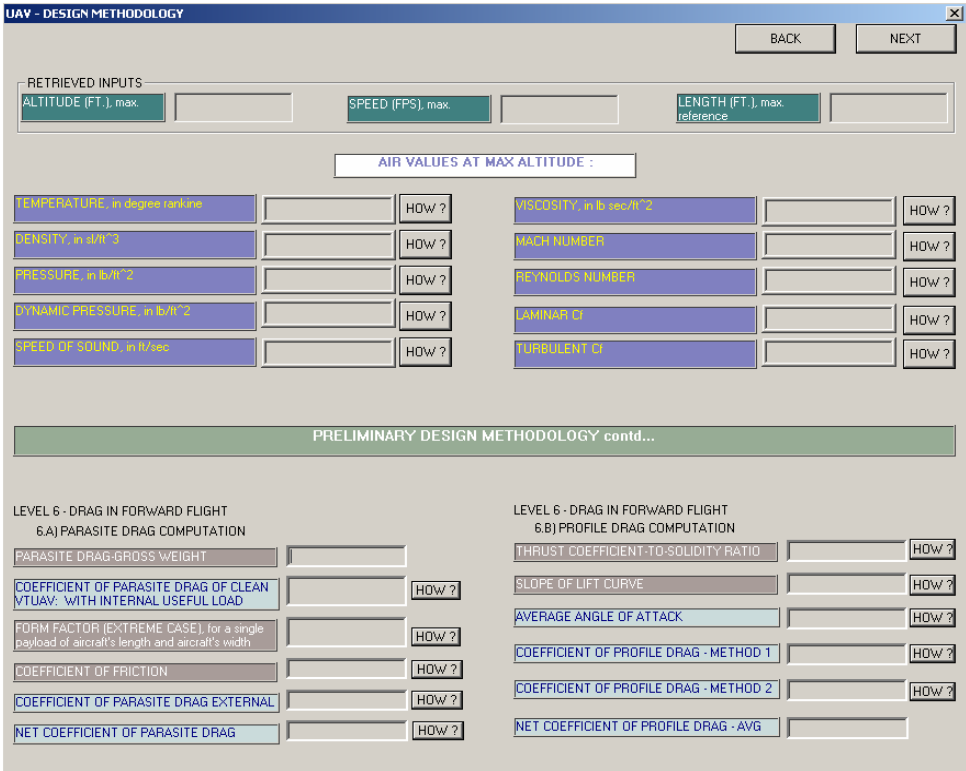 UAV - DESIGN METHODOLOGY
BACK
NEXT
RETRIEVED INPUTS
ALTITUDE (FT.), max.
SPEED (FPS), max.
LENGTH (FT.), max.
reference
AIR VALUES AT MAX ALTITUDE :
TEMPERATURE, in degree rankine
HOW ?
VISCOSITY, in lb sec/ft^2
HOW ?
DENSITY, in sl/ft^3
HOW ?
MACH NUMBER
HOW ?
PRESSURE, in lb/ft^2
HOW ?
REYNOLDS NUMBER
HOW ?
DYNAMIC PRESSURE, in lb/ft^2
HOW ?
LAMINAR Cf
HOW ?
SPEED OF SOUND, in ft/sec
HOW ?
TURBULENT Cf
HOW ?
PRELIMINARY DESIGN METHODOLOGY contd...
LEVEL 6 - DRAG IN FORWARD FLIGHT
6.A) PARASITE DRAG COMPUTATION
PARASITE DRAG-GROSS WEIGHT
COEFFICIENT OF PARASITE DRAG OF CLEAN
VTUAV: WITH INTERNAL USEFUL LOAD
HOW ?
FORM FACTOR (EXTREME CASE), for a single
payload of aircraft's length and aircraft's width
HOW ?
COEFFICIENT OF FRICTION
HOW ?
COEFFICIENT OF PARASITE DRAG EXTERNAL
HOW ?
NET COEFFICIENT OF PARASITE DRAG
HOW ?
LEVEL 6 - DRAG IN FORWARD FLIGHT
6.B) PROFILE DRAG COMPUTATION
THRUST COEFFICIENT-TO-SOLIDITY RATIO
HOW ?
SLOPE OF LIFT CURVE
HOW ?
AVERAGE ANGLE OF ATTACK
HOW ?
COEFFICIENT OF PROFILE DRAG - METHOD 1
HOW ?
COEFFICIENT OF PROFILE DRAG - METHOD 2
HOW ?
NET COEFFICIENT OF PROFILE DRAG - AVG